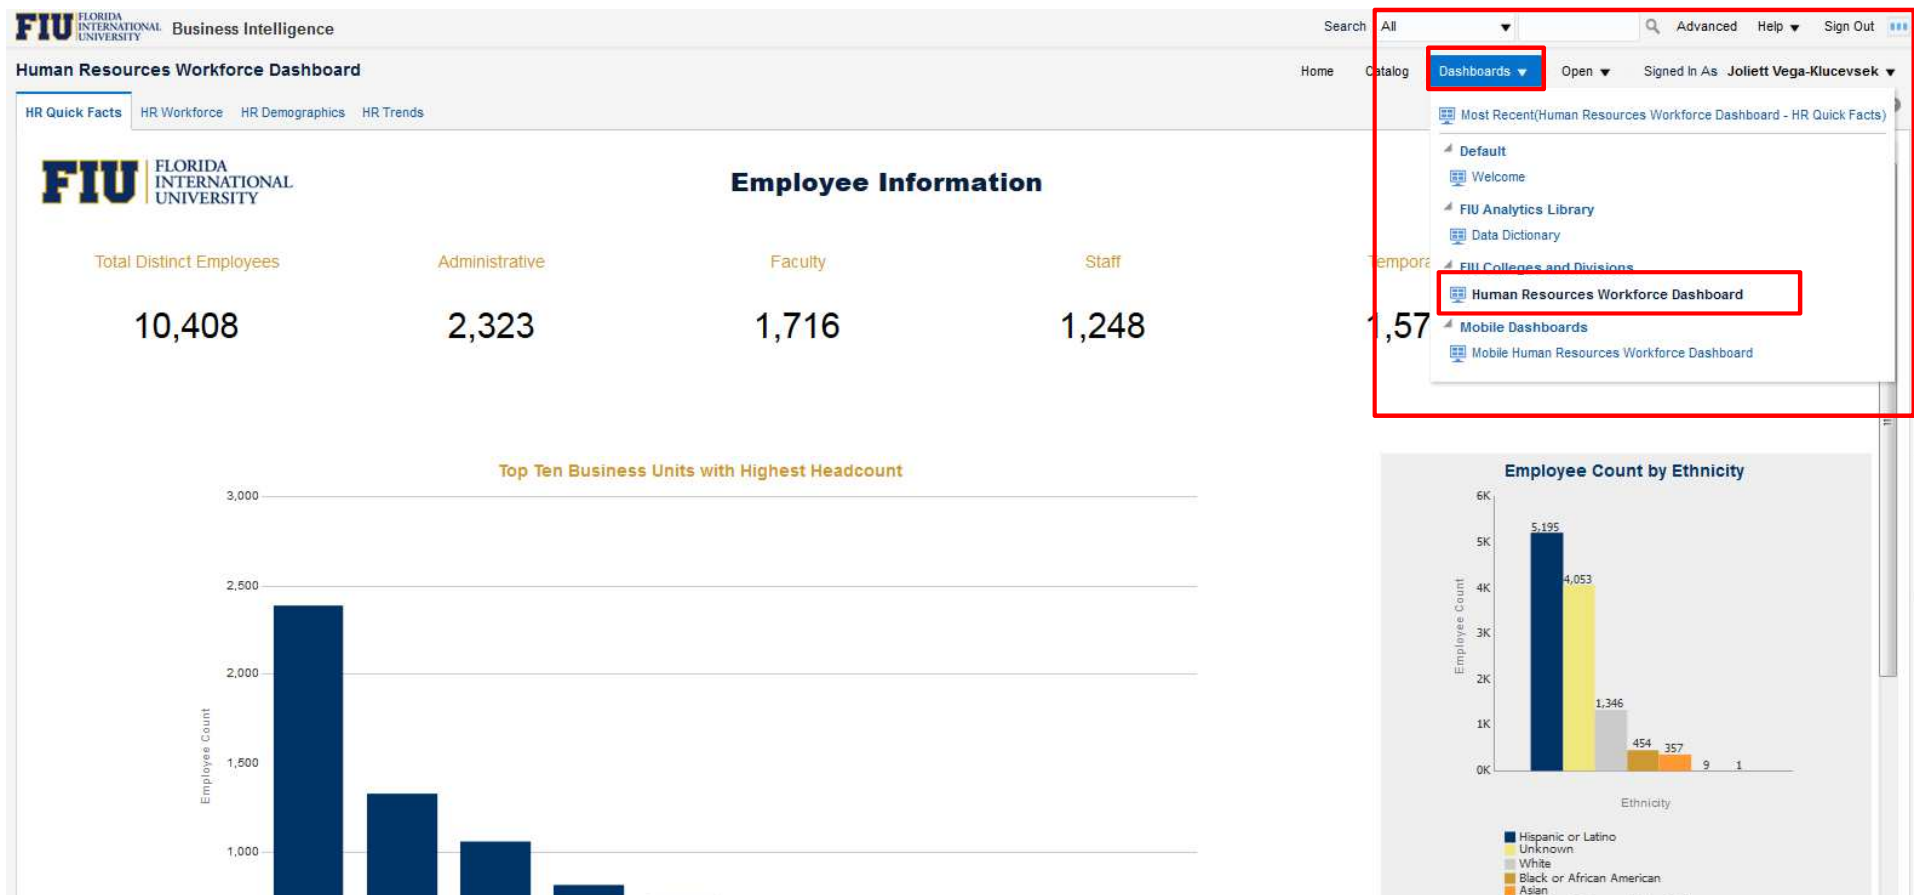 FIU FLORIDA INTERNATIONAL UNIVERSITY Business Intelligence
Search All Advanced Help Sign Out
Human Resources Workforce Dashboard
Home Catalog Dashboards Open Signed In As Joliett Vega-Klucevsek
HR Quick Facts HR Workforce HR Demographics HR Trends
Most Recent(Human Resources Workforce Dashboard - HR Quick Facts)
Default
Welcome
FIU Analytics Library
Data Dictionary
FIU Colleges and Divisions
Human Resources Workforce Dashboard
Mobile Dashboards
Mobile Human Resources Workforce Dashboard
FIU
FLORIDA
INTERNATIONAL
UNIVERSITY
Employee Information
Total Distinct Employees Administrative Faculty Staff Tempora
10,408 2,323 1,716 1,248 1,57
Top Ten Business Units with Highest Headcount
3,000
2,500
2,000
1,500
1,000
Employee Count
Employee Count by Ethnicity
6K
5K
4K
3K
2K
1K
0K
Employee Count
5,195
4,053
1,346
454
357
9
1
Ethnicity
Hispanic or Latino
Unknown
White
Black or African American
Asian